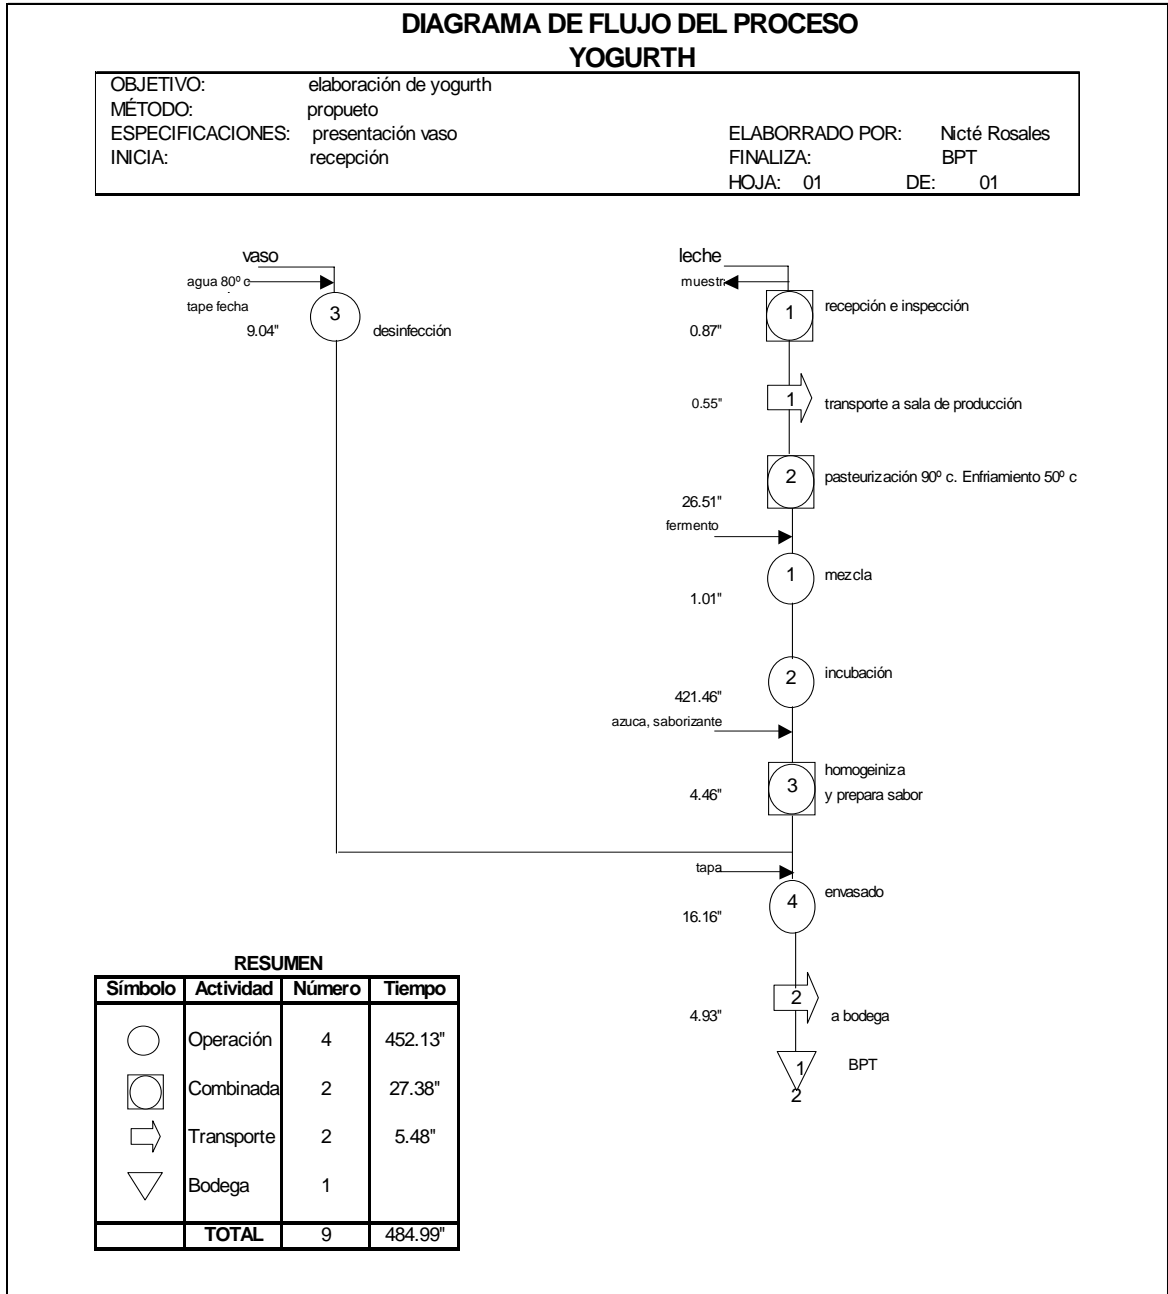 DIAGRAMA DE FLUJO DEL PROCESO
YOGURTH
OBJETIVO: elaboración de yogurth
MÉTODO: propueto
ESPECIFICACIONES: presentación vaso ELABORRADO POR: Nicté Rosales
INICIA: recepción FINALIZA: BPT
HOJA: 01 DE: 01
vaso
agua 80º c
tape fecha
3
9.04" desinfección
leche
muestr
1 recepción e inspección
0.87"
0.55" 1 transporte a sala de producción
2 pasteurización 90º c. Enfriamiento 50º c
26.51"
fermento
1 mezcla
1.01"
2 incubación
421.46"
azuca, saborizante
homogeiniza
4.46" 3 y prepara sabor
tapa
4 envasado
16.16"
2
4.93" a bodega
1 BPT
2
RESUMEN
Símbolo Actividad Número Tiempo
Operación 4 452.13"
Combinada 2 27.38"
Transporte 2 5.48"
Bodega 1
TOTAL 9 484.99"